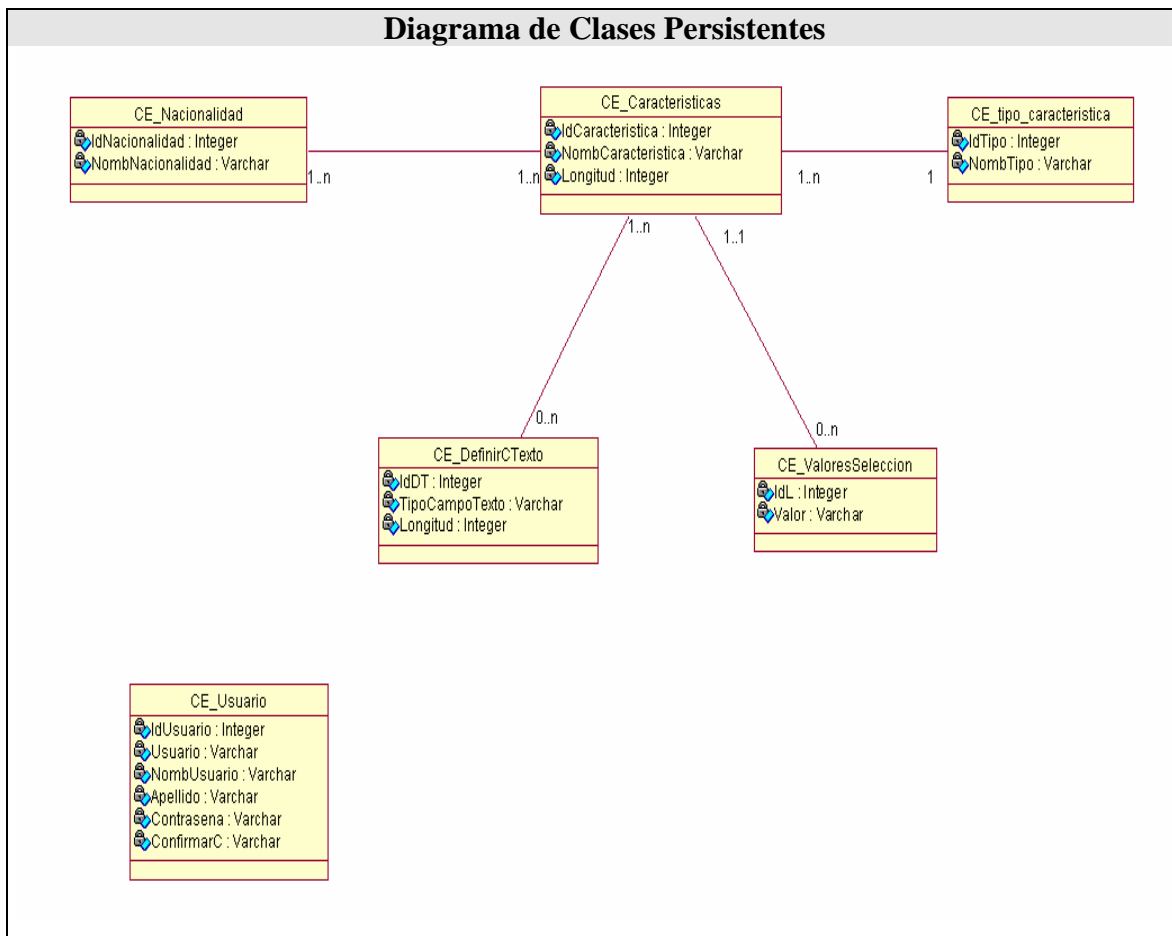 Diagrama de Clases Persistentes
CE_Nacionalidad
IdNacionalidad : Integer
NombNacionalidad : Varchar
1..n
1..n
CE_Caracteristicas
IdCaracteristica : Integer
NombCaracteristica : Varchar
Longitud : Integer
1..n
1
CE_tipo_caracteristica
IdTipo : Integer
NombTipo : Varchar
1..n
1..1
0..n
0..n
CE_DefinirCTexto
IdDT : Integer
TipoCampoTexto : Varchar
Longitud : Integer
CE_ValoresSeleccion
IdL : Integer
Valor : Varchar
CE_Usuario
IdUsuario : Integer
Usuario : Varchar
NombUsuario : Varchar
Apellido : Varchar
Contrasena : Varchar
ConfirmarC : Varchar